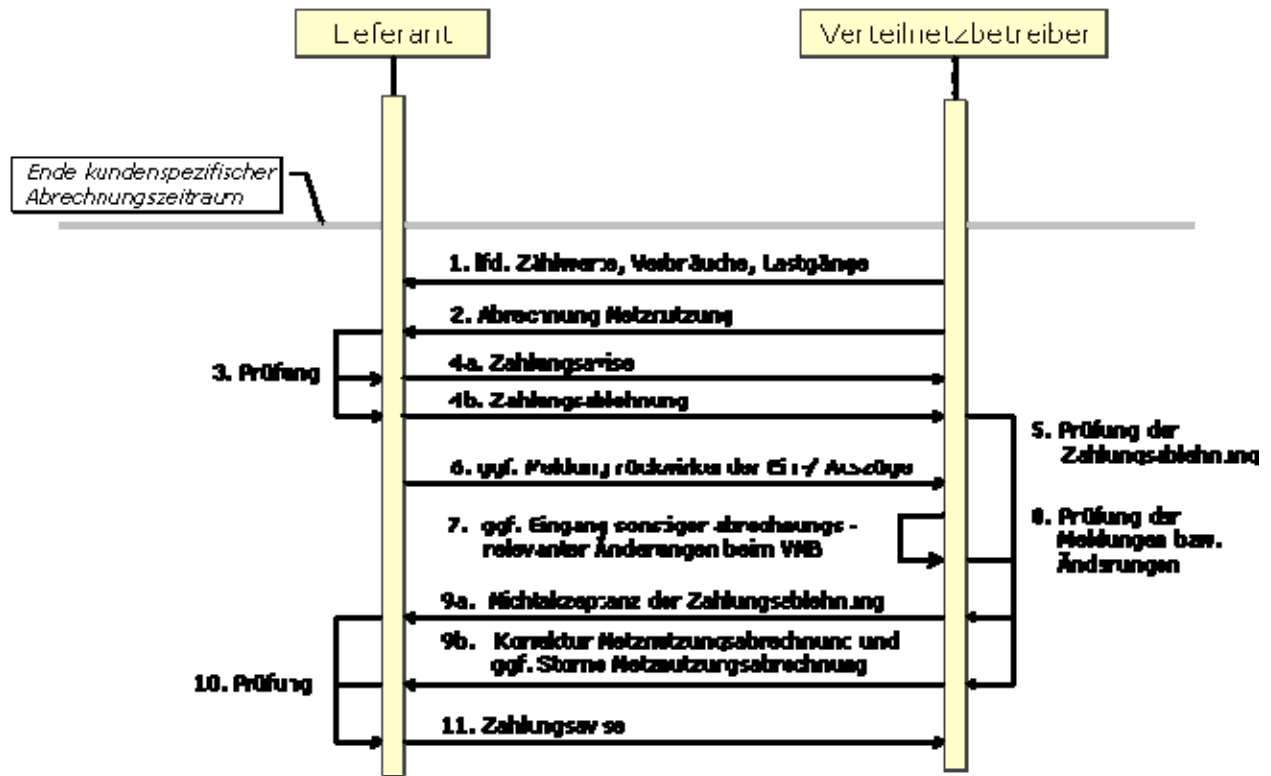 Lieferant
Verteilnetzbetreiber
Ende kundenspezifischer
Abrechnungszeitraum
1. lfd. Zählwerte, Verbräuche, Lastgänge
2. Abrechnung Netznutzung
3. Prüfung
4a. Zahlungsavise
4b. Zahlungsablehnung
5. Prüfung der
Zahlungsablehnung
6. ggf. Meldung rückwirkender Ein-/ Auszüge
7. ggf. Eingang sonstiger abrechnungs-
relevanter Änderungen beim VNB
8. Prüfung der
Meldungen bzw.
Änderungen
9a. Nichtakzeptanz der Zahlungsablehnung
9b. Korrektur Netznutzungsabrechnung und
ggf. Storno Netznutzungsabrechnung
10. Prüfung
11. Zahlungsavise